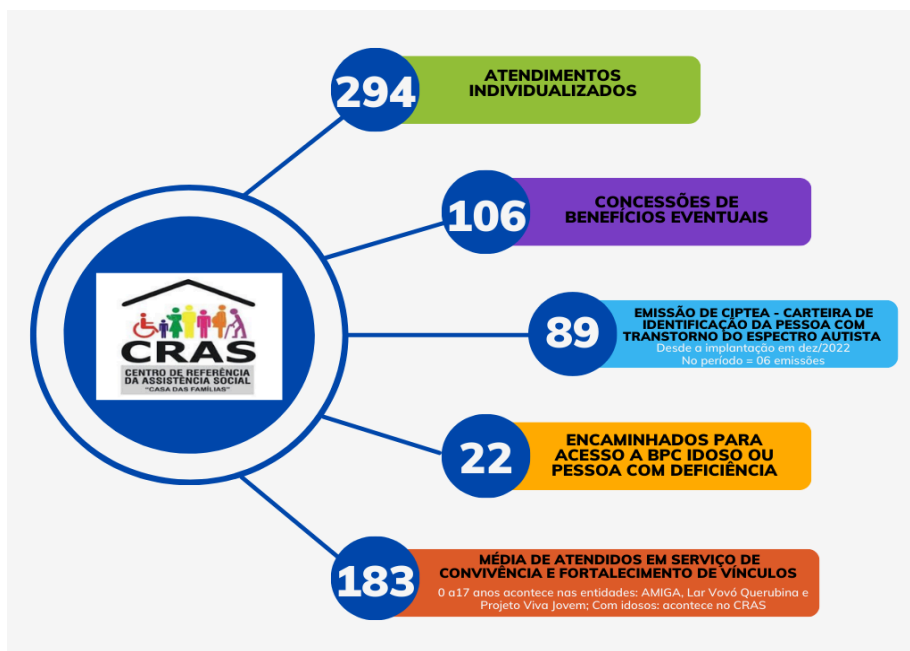 294
ATENDIMENTOS
INDIVIDUALIZADOS
106
CONCESSÕES DE
BENEFÍCIOS EVENTUAIS
89
EMISSÃO DE CIPTEA - CARTEIRA DE
IDENTIFICAÇÃO DA PESSOA COM
TRANSTORNO DO ESPECTRO AUTISTA
Desde a implantação em dez/2022
No período = 06 emissões
CRAS
CENTRO DE REFERÊNCIA
DA ASSISTÊNCIA SOCIAL
"CASA DAS FAMÍLIAS"
22
ENCAMINHADOS PARA
ACESSO A BPC IDOSO OU
PESSOA COM DEFICIÊNCIA
183
MÉDIA DE ATENDIDOS EM SERVIÇO DE
CONVIVÊNCIA E FORTALECIMENTO DE VÍNCULOS
0 a17 anos acontece nas entidades: AMIGA, Lar Vovó Querubina e
Projeto Viva Jovem; Com idosos: acontece no CRAS